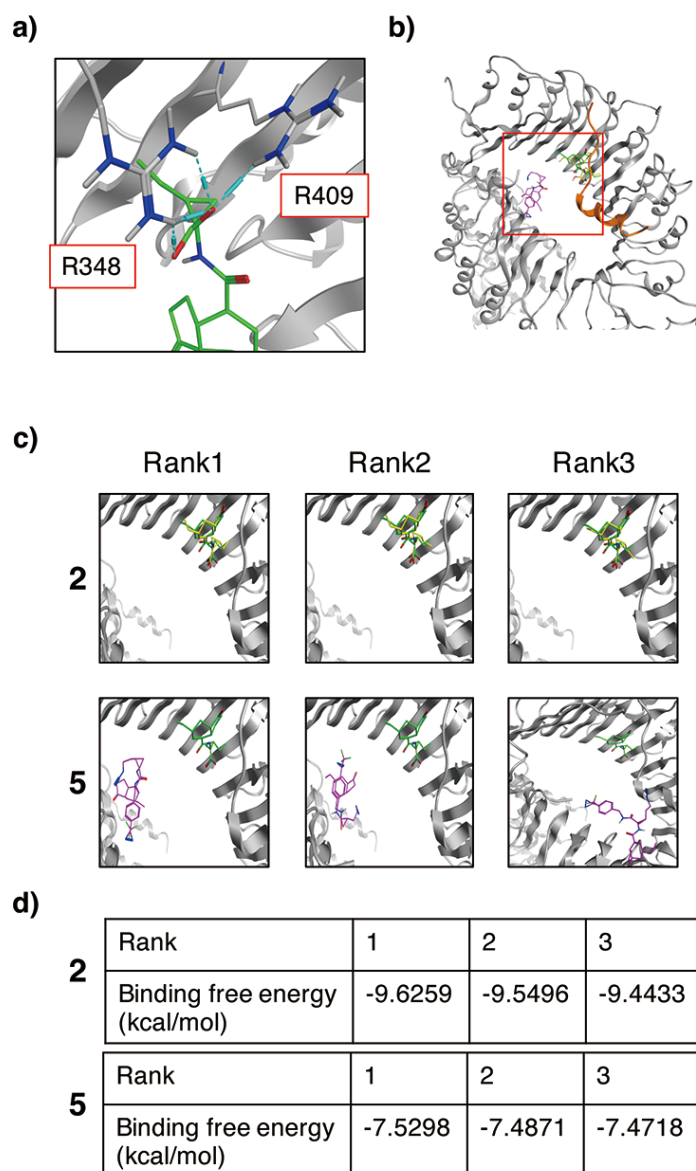 a)
b)
R409
R348
c)
Rank1 Rank2 Rank3
2
5
d)
2
Rank 1 2 3
Binding free energy
(kcal/mol) -9.6259 -9.5496 -9.4433
5
Rank 1 2 3
Binding free energy
(kcal/mol) -7.5298 -7.4871 -7.4718